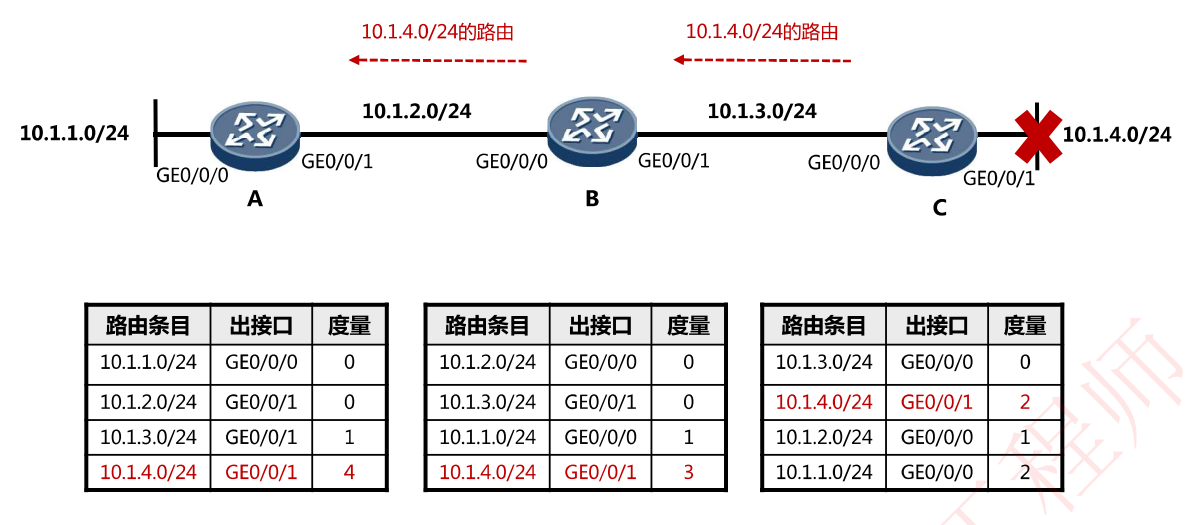 10.1.4.0/24的路由 10.1.4.0/24的路由
10.1.2.0/24 10.1.3.0/24
10.1.1.0/24 10.1.4.0/24
GE0/0/0 GE0/0/1 GE0/0/0 GE0/0/1 GE0/0/0 GE0/0/1
A B C
路由条目 出接口 度量
10.1.1.0/24 GE0/0/0 0
10.1.2.0/24 GE0/0/1 0
10.1.3.0/24 GE0/0/1 1
10.1.4.0/24 GE0/0/1 4
路由条目 出接口 度量
10.1.2.0/24 GE0/0/0 0
10.1.3.0/24 GE0/0/1 0
10.1.1.0/24 GE0/0/0 1
10.1.4.0/24 GE0/0/1 3
路由条目 出接口 度量
10.1.3.0/24 GE0/0/0 0
10.1.4.0/24 GE0/0/1 2
10.1.2.0/24 GE0/0/0 1
10.1.1.0/24 GE0/0/0 2
工程师